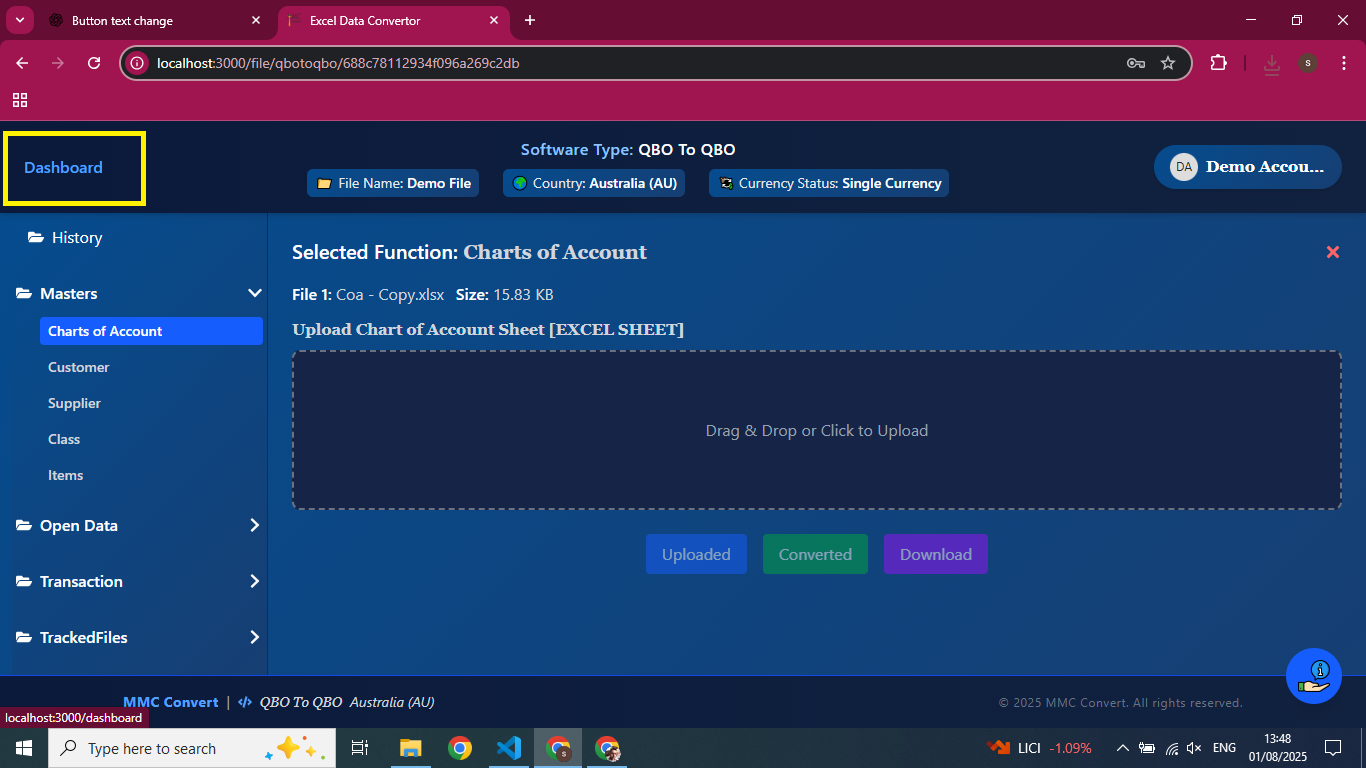 Button text change
Excel Data Convertor
localhost:3000/file/qbotoqbo/688c78112934f096a269c2db
s
Dashboard
Software Type: QBO To QBO
File Name: Demo File
Country: Australia (AU)
Currency Status: Single Currency
DA
Demo Accou...
History
Masters
Charts of Account
Customer
Supplier
Class
Items
Open Data
Transaction
TrackedFiles
Selected Function: Charts of Account
File 1: Coa - Copy.xlsx Size: 15.83 KB
Upload Chart of Account Sheet [EXCEL SHEET]
Drag & Drop or Click to Upload
Uploaded
Converted
Download
MMC Convert | </> QBO To QBO Australia (AU)
© 2025 MMC Convert. All rights reserved.
localhost:3000/dashboard
Type here to search
s
LICI -1.09%
ENG
13:48
01/08/2025